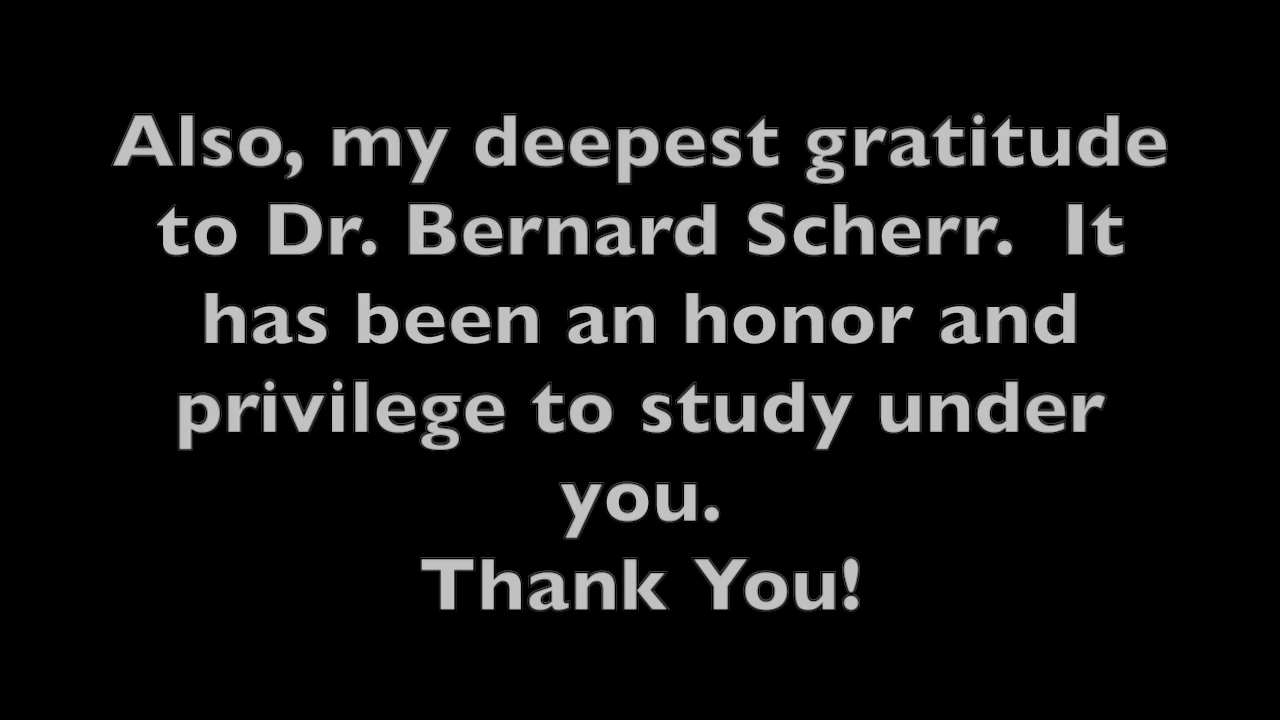 Also, my deepest gratitude
to Dr. Bernard Scherr.  It
has been an honor and
privilege to study under
you.
Thank You!